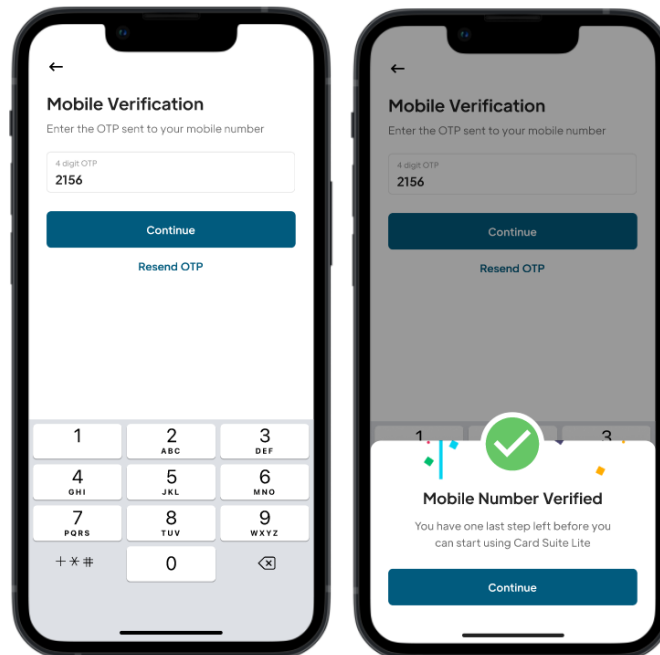 Mobile Verification
Enter the OTP sent to your mobile number
4 digit OTP
2156
Continue
Resend OTP
1
2
ABC
3
DEF
4
GHI
5
JKL
6
MNO
7
PQRS
8
TUV
9
WXYZ
+*#
0
Mobile Verification
Enter the OTP sent to your mobile number
4 digit OTP
2156
Continue
Resend OTP
1
3
Mobile Number Verified
You have one last step left before you
can start using Card Suite Lite
Continue